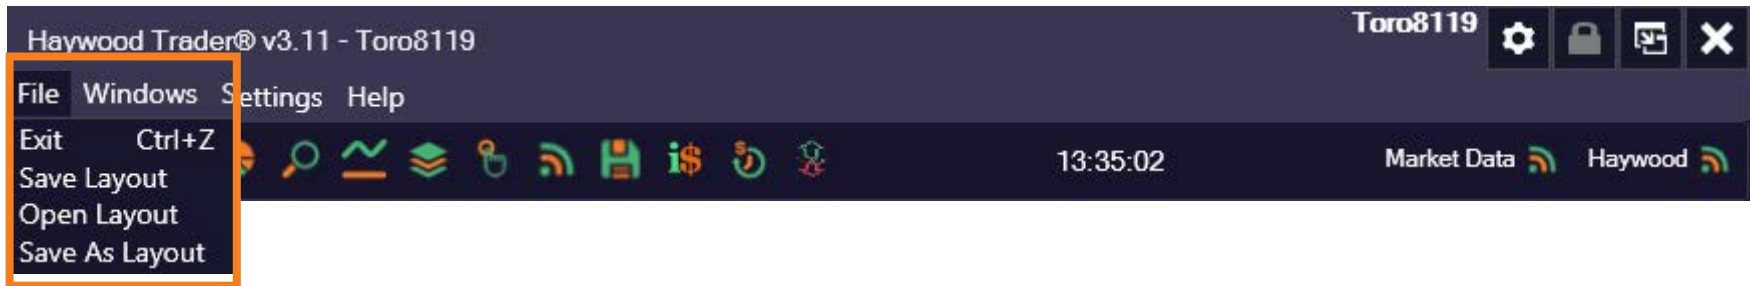 Haywood Trader® v3.11 - Toro8119
Toro8119
File Windows Settings Help
Exit Ctrl+Z
Save Layout
Open Layout
Save As Layout
i$
S
13:35:02
Market Data
Haywood